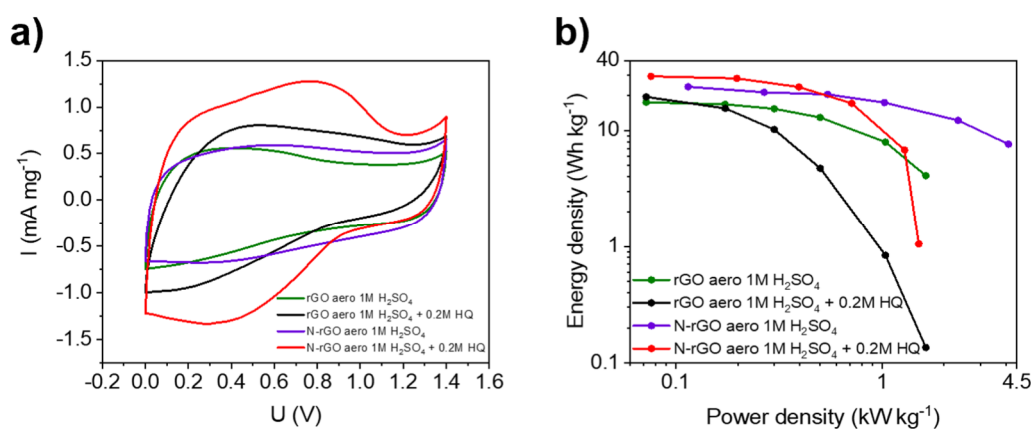 a)
I (mA mg⁻¹)
1.5
1.0
0.5
0.0
-0.5
-1.0
-1.5
rGO aero 1M H₂SO₄
rGO aero 1M H₂SO₄ + 0.2M HQ
N-rGO aero 1M H₂SO₄
N-rGO aero 1M H₂SO₄ + 0.2M HQ
-0.2 0.0 0.2 0.4 0.6 0.8 1.0 1.2 1.4 1.6
U (V)
b)
Energy density (Wh kg⁻¹)
40
10
1
0.1
rGO aero 1M H₂SO₄
rGO aero 1M H₂SO₄ + 0.2M HQ
N-rGO aero 1M H₂SO₄
N-rGO aero 1M H₂SO₄ + 0.2M HQ
0.1 1 4.5
Power density (kW kg⁻¹)